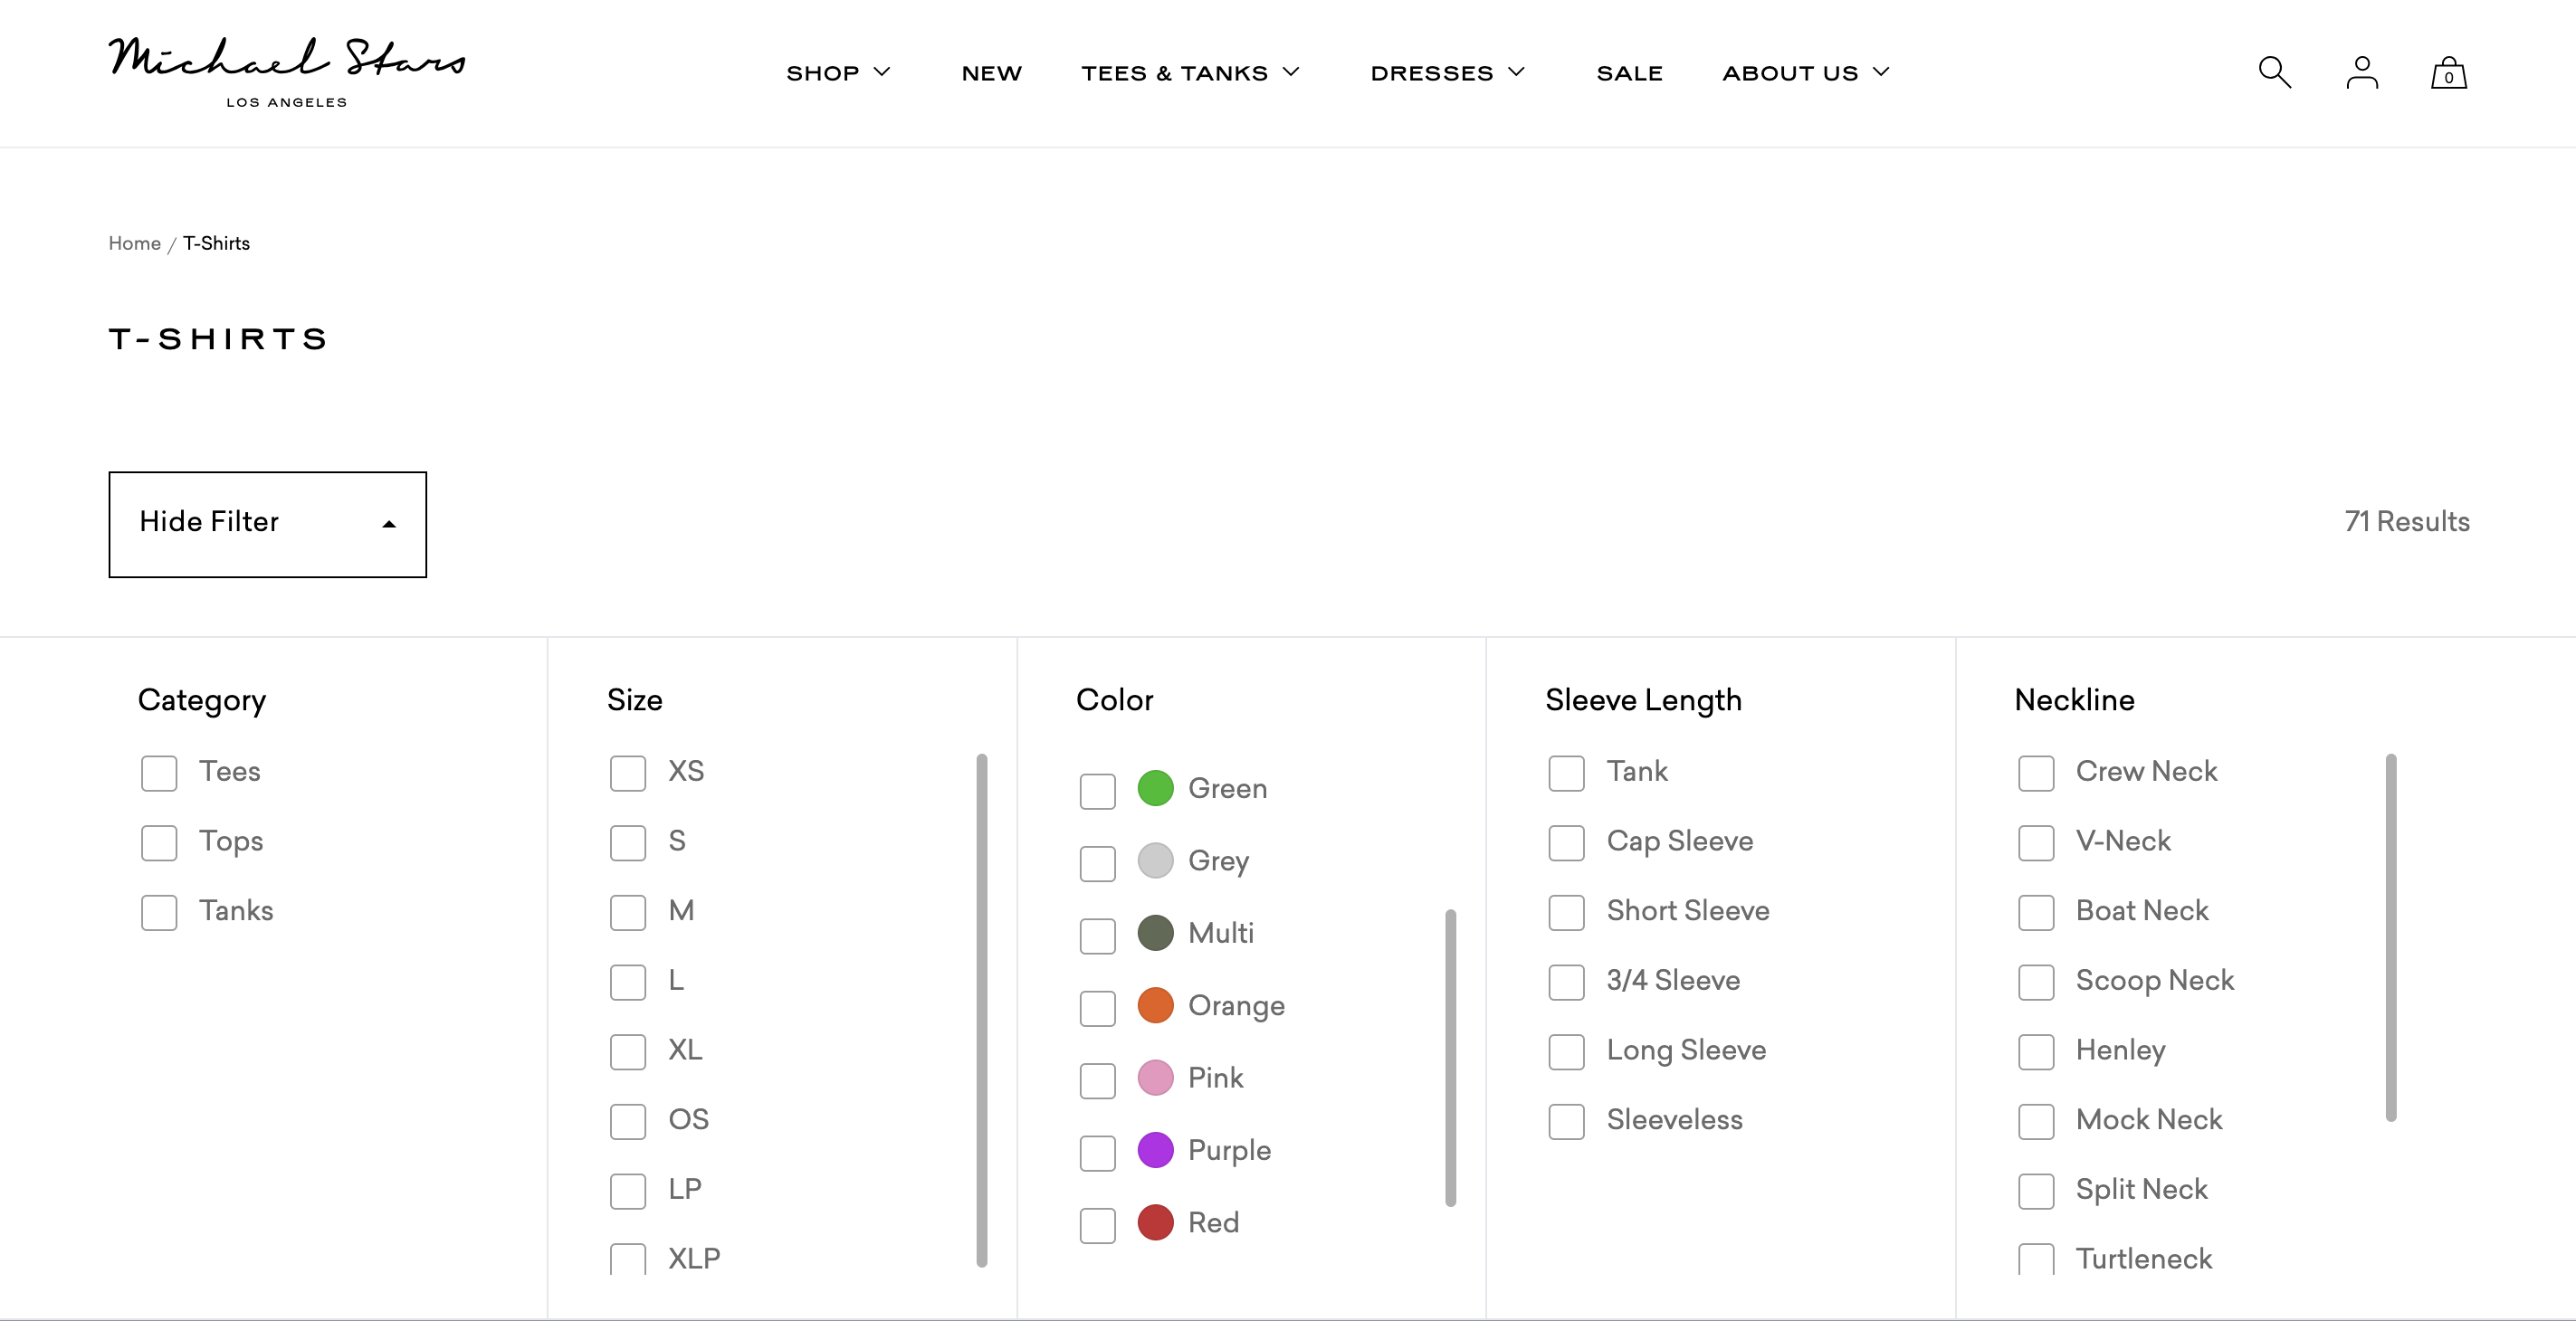 Michael Stars
LOS ANGELES
SHOP
NEW
TEES & TANKS
DRESSES
SALE
ABOUT US
0
Home / T-Shirts
T-SHIRTS
Hide Filter
71 Results
Category
Tees
Tops
Tanks
Size
XS
S
M
L
XL
OS
LP
XLP
Color
Green
Grey
Multi
Orange
Pink
Purple
Red
Sleeve Length
Tank
Cap Sleeve
Short Sleeve
3/4 Sleeve
Long Sleeve
Sleeveless
Neckline
Crew Neck
V-Neck
Boat Neck
Scoop Neck
Henley
Mock Neck
Split Neck
Turtleneck